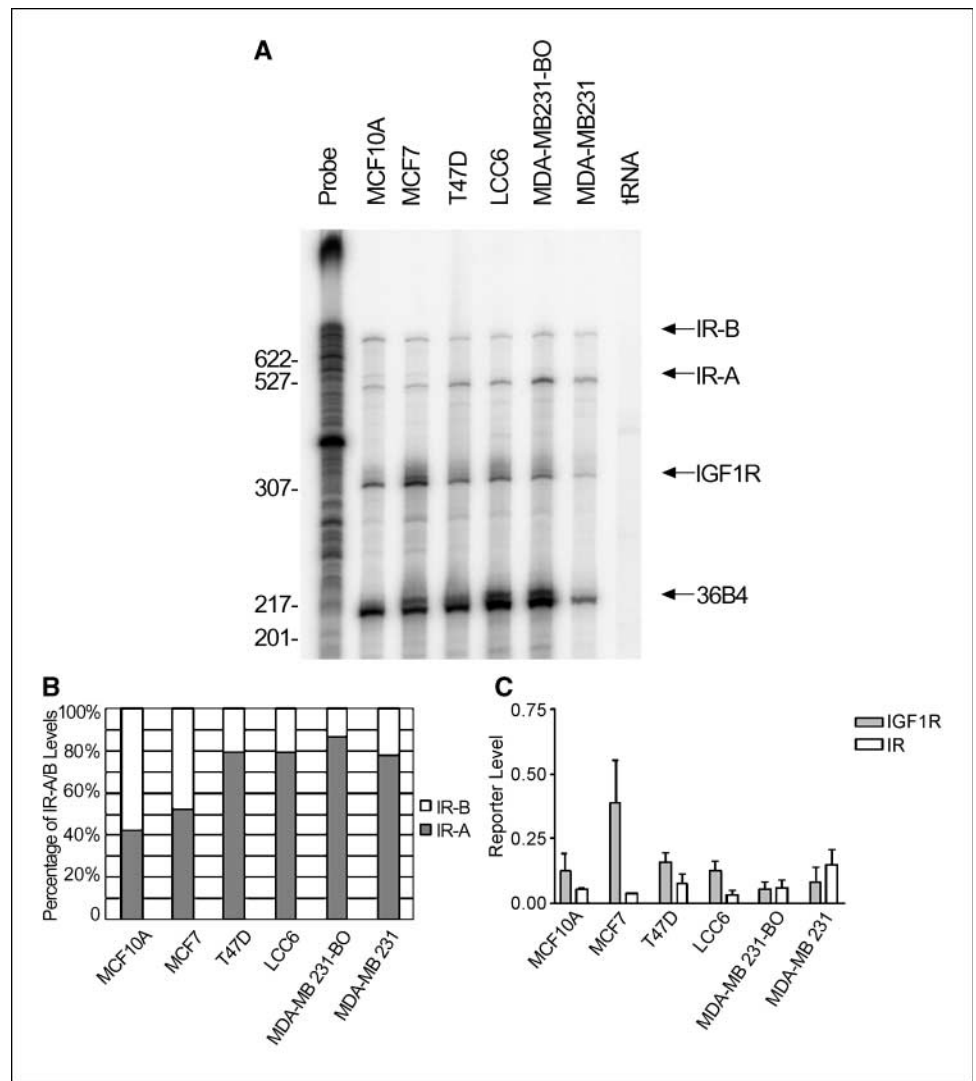 A
Probe
MCF10A
MCF7
T47D
LCC6
MDA-MB231-BO
MDA-MB231
tRNA
IR-B
622-
527-
IR-A
307-
IGF1R
217-
36B4
201-
B
Percentage of IR-A/B Levels
100%
80%
60%
40%
20%
0
IR-B
IR-A
MCF10A
MCF7
T47D
LCC6
MDA-MB 231-BO
MDA-MB 231
C
Reporter Level
0.75
0.50
0.25
0.00
IGF1R
IR
MCF10A
MCF7
T47D
LCC6
MDA-MB 231-BO
MDA-MB 231